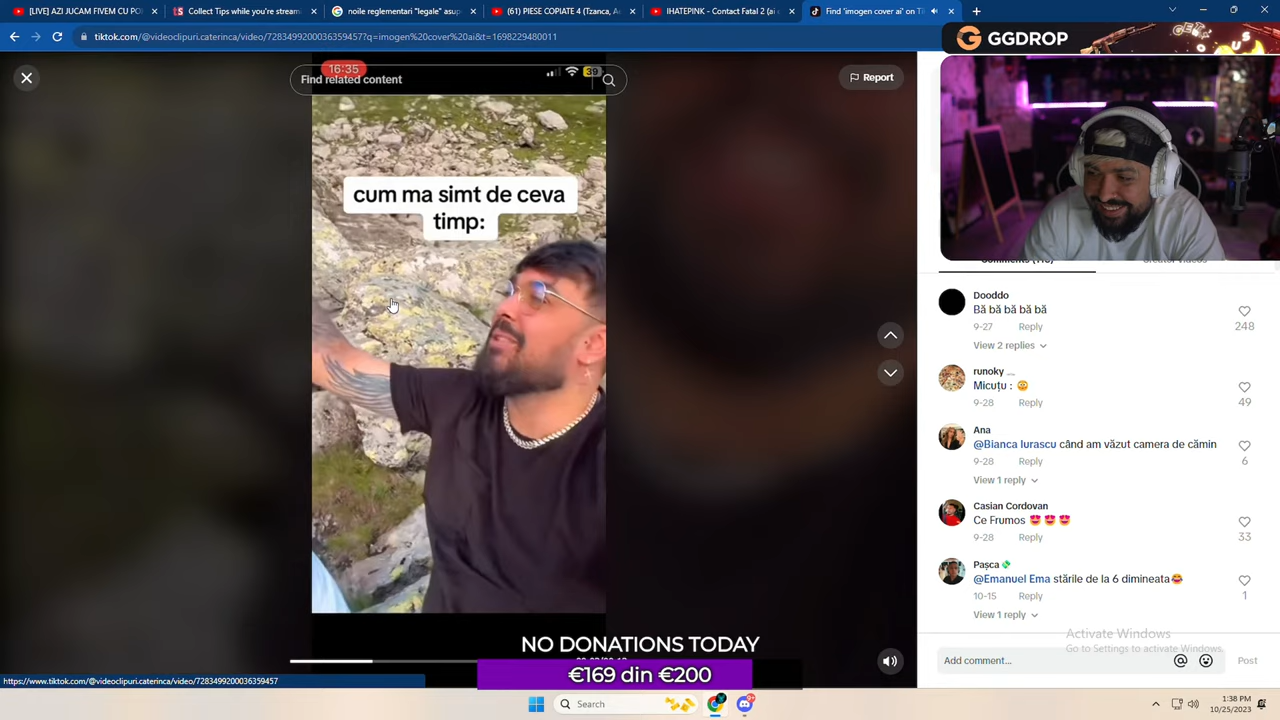 [LIVE] AZI JUCAM FIVEM CU PO
Collect Tips while you're stream
noile reglementari "legale" asup
(61) PIESE COPIATE 4 (Tzanca, A
IHATEPINK - Contact Fatal 2 (ai
Find 'imogen cover ai' on Ti
tiktok.com/@videoclipuri.caterinca/video/7283499200036359457?q=imogen%20cover%20ai&t=1698229480011
GGDROP
16:35
39
Find related content
Report
cum ma simt de ceva
timp:
Dooddo
Bă bă bă bă bă
9-27 Reply
248
View 2 replies
runoky
Micuțu :
9-28 Reply
49
Ana
@Bianca Iurascu când am văzut camera de cămin
9-28 Reply
6
View 1 reply
Casian Cordovan
Ce Frumos
9-28 Reply
33
Pașca
@Emanuel Ema stările de la 6 dimineata
10-15 Reply
1
View 1 reply
Activate Windows
Go to Settings to activate Windows.
Add comment...
Post
NO DONATIONS TODAY
€169 din €200
https://www.tiktok.com/@videoclipuri.caterinca/video/7283499200036359457
Search
1:38 PM
10/25/2023